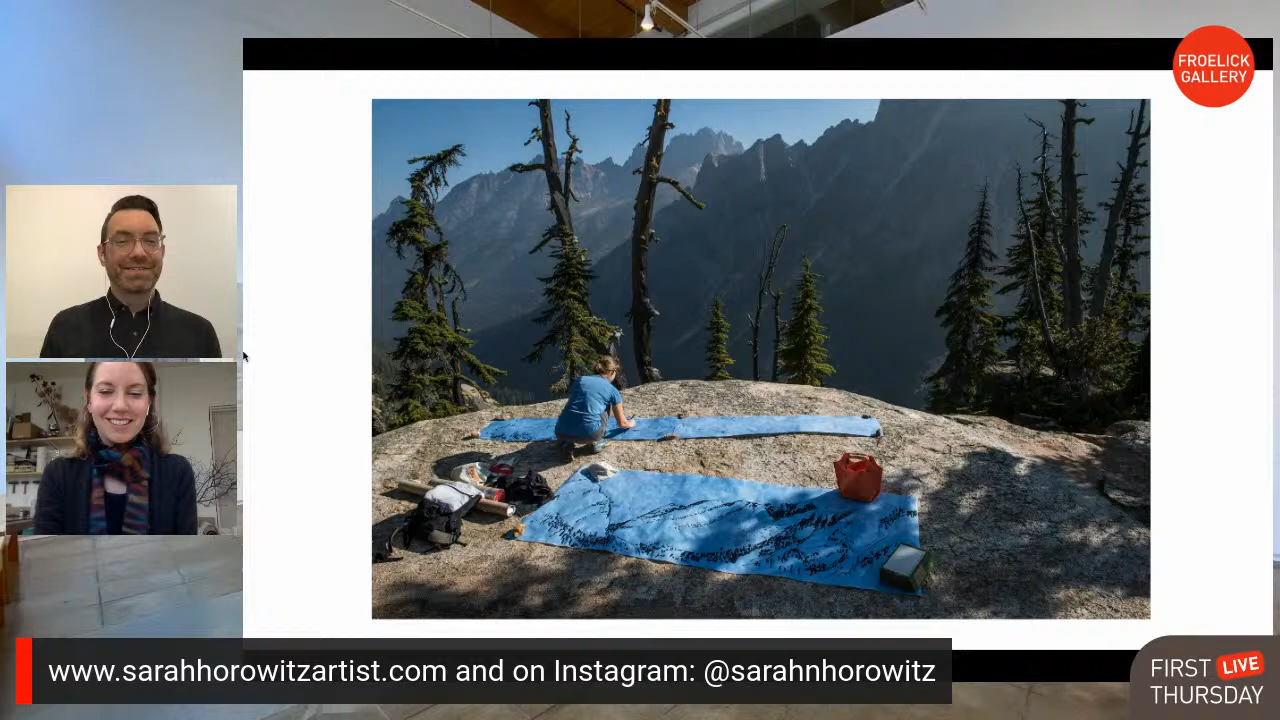 FROELICK
GALLERY
www.sarahhorowitzartist.com and on Instagram: @sarahnhorowitz
FIRST LIVE
THURSDAY